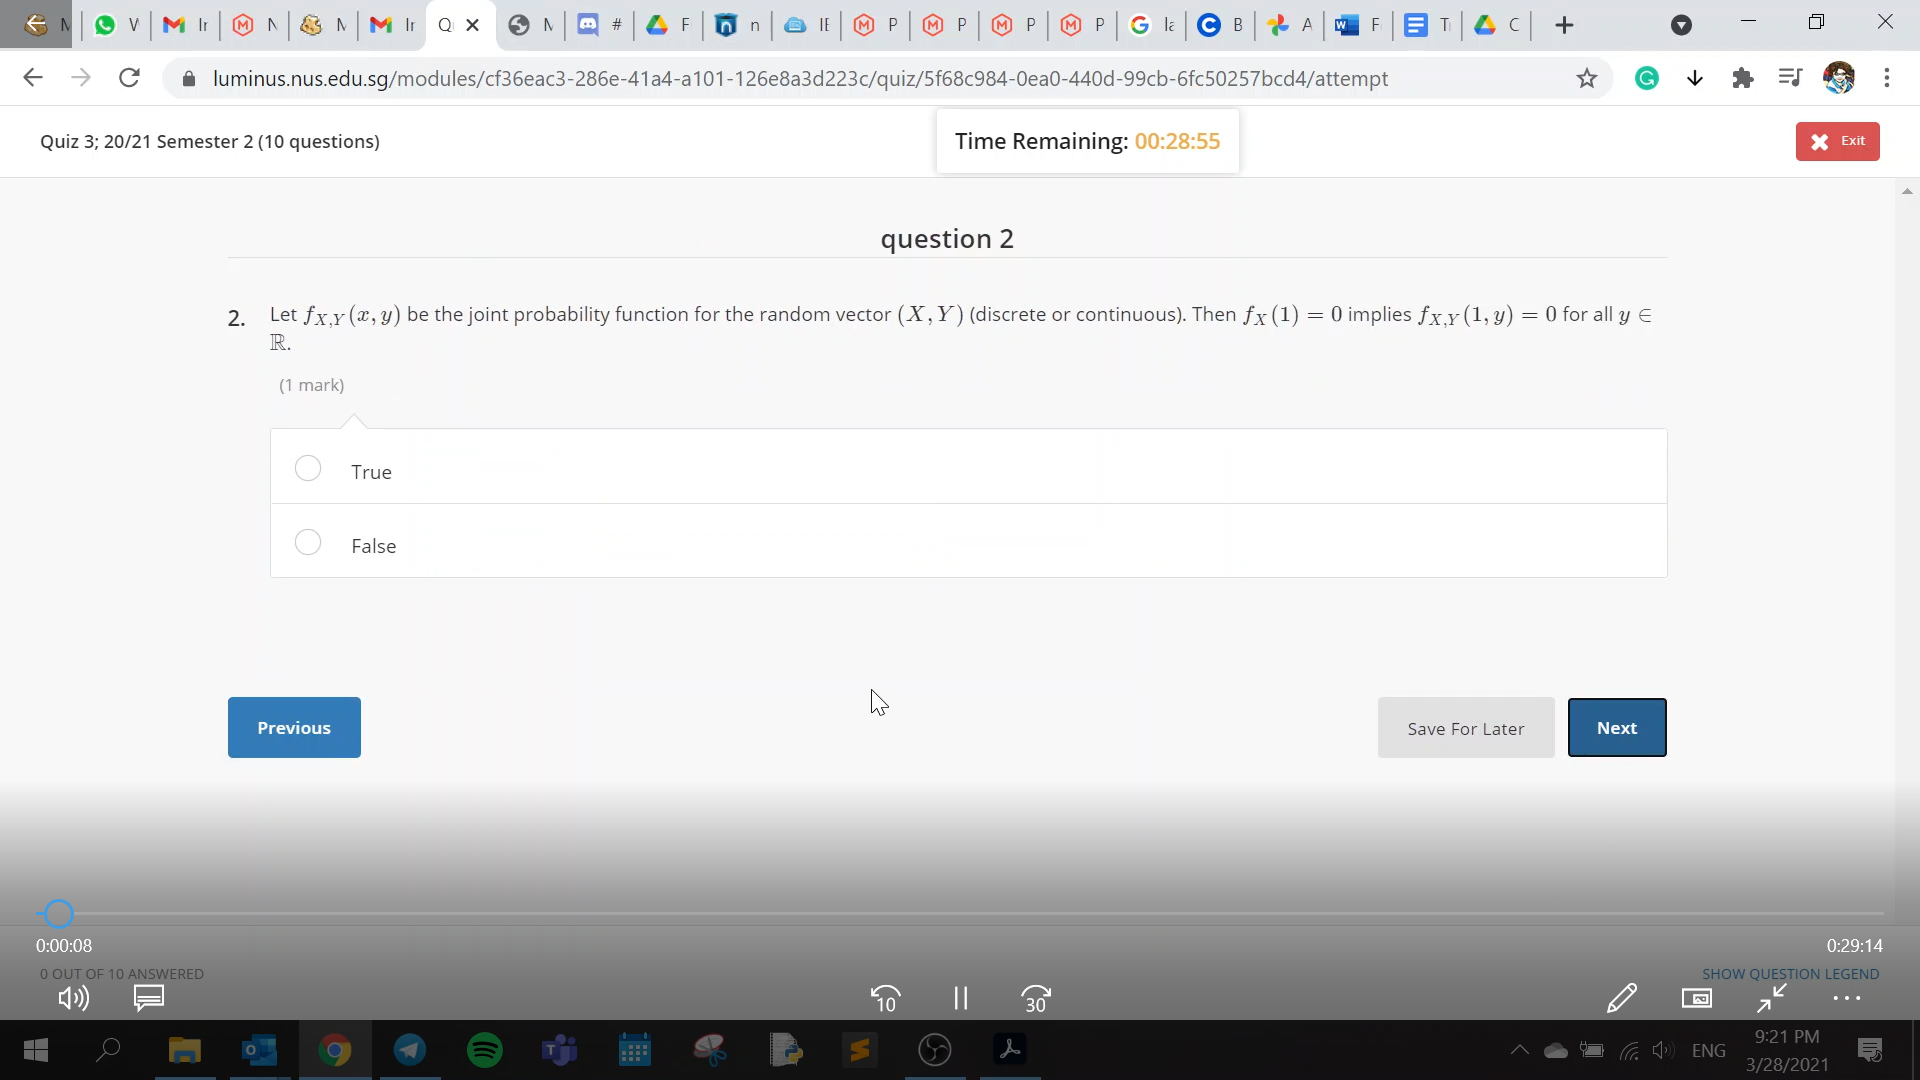 luminus.nus.edu.sg/modules/cf36eac3-286e-41a4-a101-126e8a3d223c/quiz/5f68c984-0ea0-440d-99cb-6fc50257bcd4/attempt
Quiz 3; 20/21 Semester 2 (10 questions)
Time Remaining: 00:28:55
Exit
question 2
2. Let f_{X,Y}(x, y) be the joint probability function for the random vector (X, Y) (discrete or continuous). Then f_X(1) = 0 implies f_{X,Y}(1, y) = 0 for all y ∈
ℝ.
(1 mark)
True
False
Previous
Save For Later
Next
0:00:08
0:29:14
0 OUT OF 10 ANSWERED
SHOW QUESTION LEGEND
10
30
ENG
9:21 PM
3/28/2021